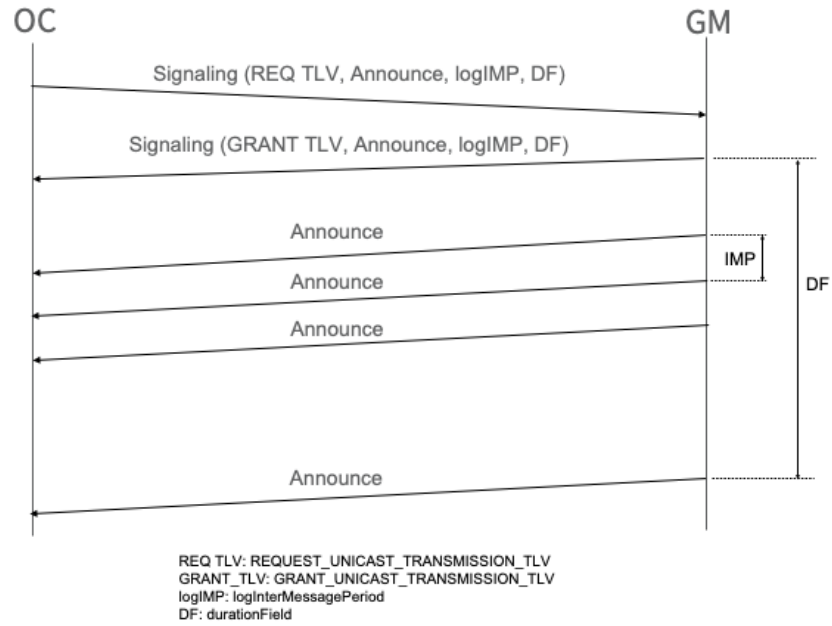 OC
GM
Signaling (REQ TLV, Announce, logIMP, DF)
Signaling (GRANT TLV, Announce, logIMP, DF)
Announce
IMP
Announce
DF
Announce
Announce
REQ TLV: REQUEST_UNICAST_TRANSMISSION_TLV
GRANT_TLV: GRANT_UNICAST_TRANSMISSION_TLV
logIMP: logInterMessagePeriod
DF: durationField